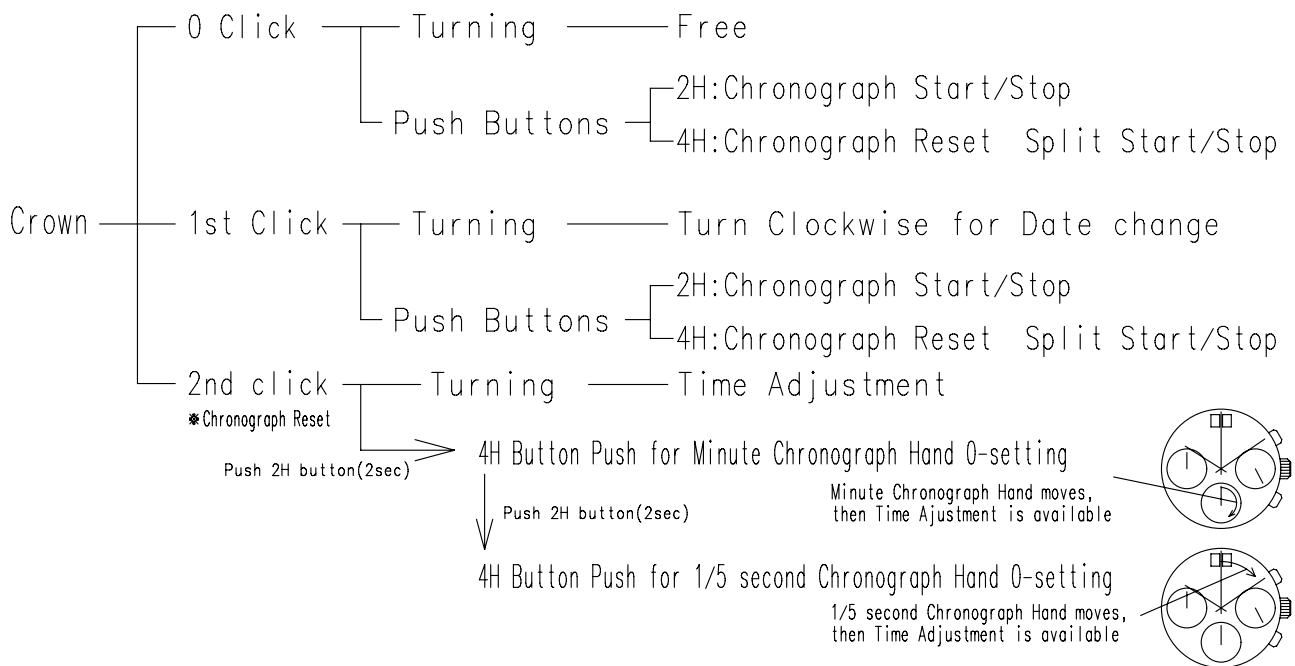 0 Click Turning Free
2H:Chronograph Start/Stop
Push Buttons
4H:Chronograph Reset Split Start/Stop
Crown 1st Click Turning Turn Clockwise for Date change
2H:Chronograph Start/Stop
Push Buttons
4H:Chronograph Reset Split Start/Stop
2nd click Turning Time Adjustment
※Chronograph Reset
Push 2H button(2sec)
4H Button Push for Minute Chronograph Hand 0-setting
Minute Chronograph Hand moves,
then Time Ajustment is available
Push 2H button(2sec)
4H Button Push for 1/5 second Chronograph Hand 0-setting
1/5 second Chronograph Hand moves,
then Time Adjustment is available